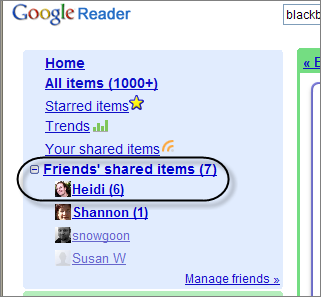 Google Reader
blackb
Home
All items (1000+)
Starred items
Trends
Your shared items
Friends' shared items (7)
Heidi (6)
Shannon (1)
snowgoon
Susan W
Manage friends »
« E